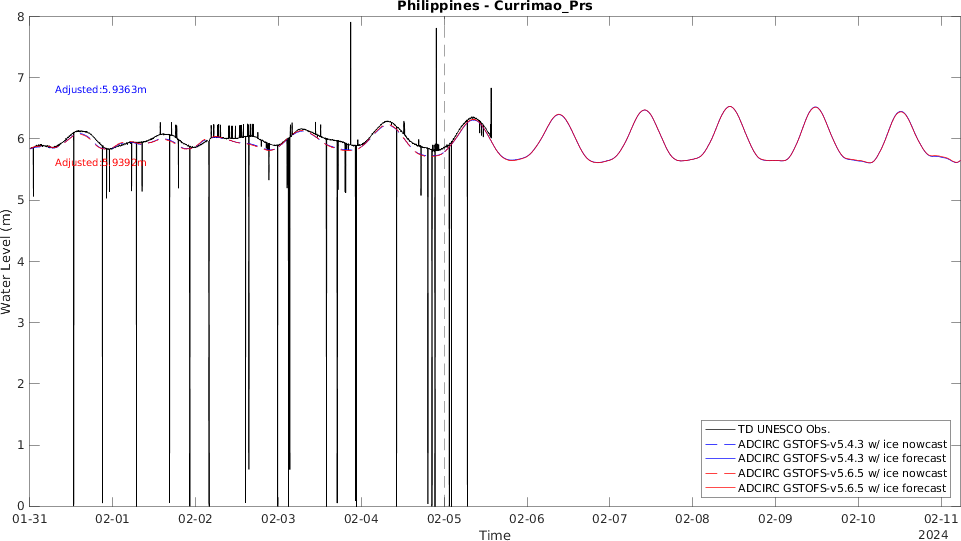 Philippines - Currimao_Prs
8
7
6
5
4
3
2
1
0
Water Level (m)
Adjusted:5.9363m
Adjusted:5.9392m
TD UNESCO Obs.
ADCIRC GSTOFS-v5.4.3 w/ ice nowcast
ADCIRC GSTOFS-v5.4.3 w/ ice forecast
ADCIRC GSTOFS-v5.6.5 w/ ice nowcast
ADCIRC GSTOFS-v5.6.5 w/ ice forecast
01-31 02-01 02-02 02-03 02-04 02-05 02-06 02-07 02-08 02-09 02-10 02-11
2024
Time